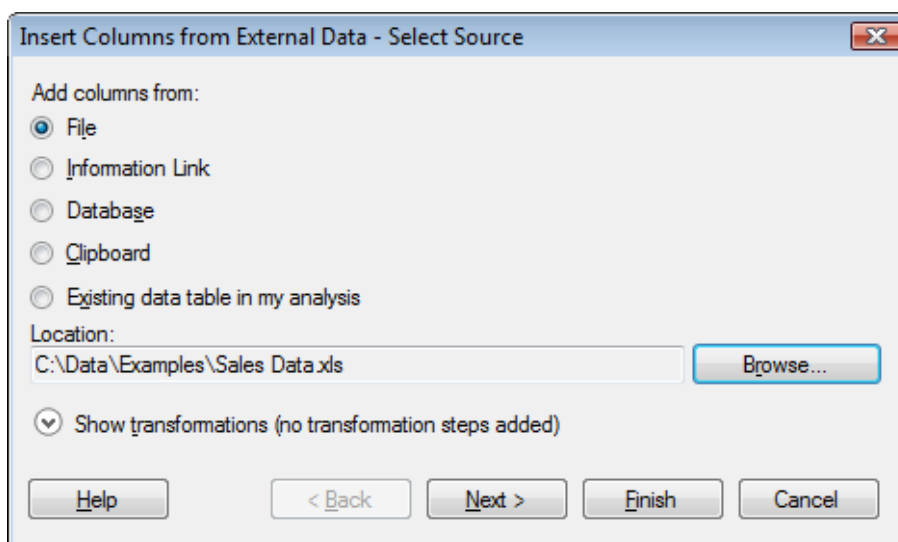 Insert Columns from External Data - Select Source
Add columns from:
File
Information Link
Database
Clipboard
Existing data table in my analysis
Location:
C:\Data\Examples\Sales Data.xls
Browse...
Show transformations (no transformation steps added)
Help
< Back
Next >
Finish
Cancel